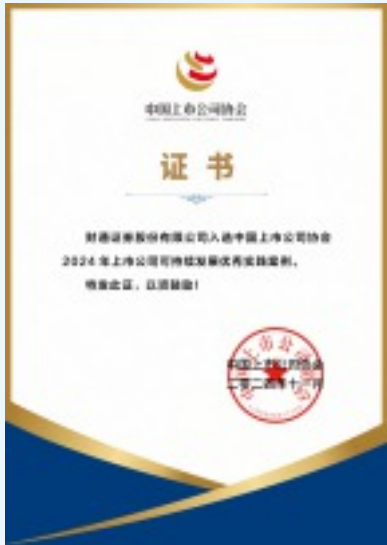 中国上市公司协会
证书
财通证券股份有限公司入选中国上市公司协会
2024年上市公司可持续发展优秀实践案例。
特发此证，以资鼓励！
中国上市公司协会
二零二四年十一月